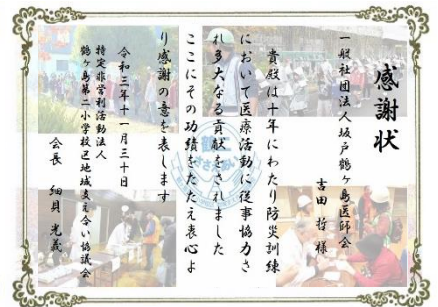 感謝状
一般社団法人坂戸鶴ヶ島医師会
吉田 哲 様
貴殿は十年にわたり防災訓練
において医療活動に従事協力さ
れ多大なる貢献をされました
ここにその功績をたたえ衷心よ
り感謝の意を表します
令和三年十一月三十日
特定非営利活動法人
鶴ヶ島第二小学校区地域支え合い協議会
会長 細貝 光義